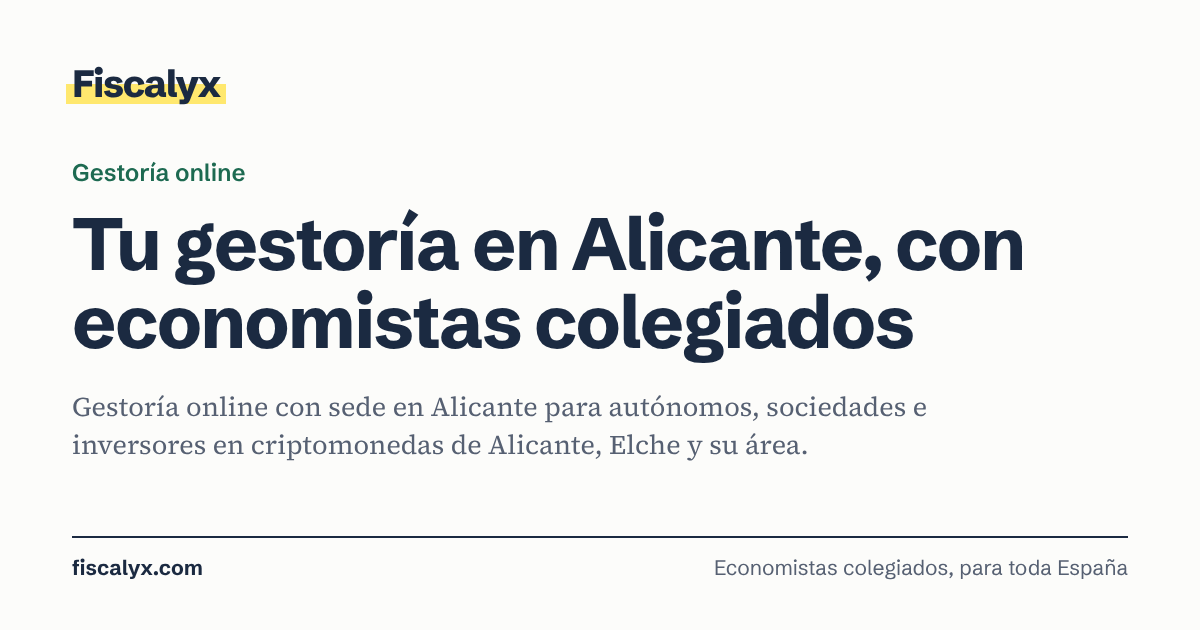 Fiscalyx
Gestoría online
Tu gestoría en Alicante, con
economistas colegiados
Gestoría online con sede en Alicante para autónomos, sociedades e
inversores en criptomonedas de Alicante, Elche y su área.
fiscalyx.com
Economistas colegiados, para toda España